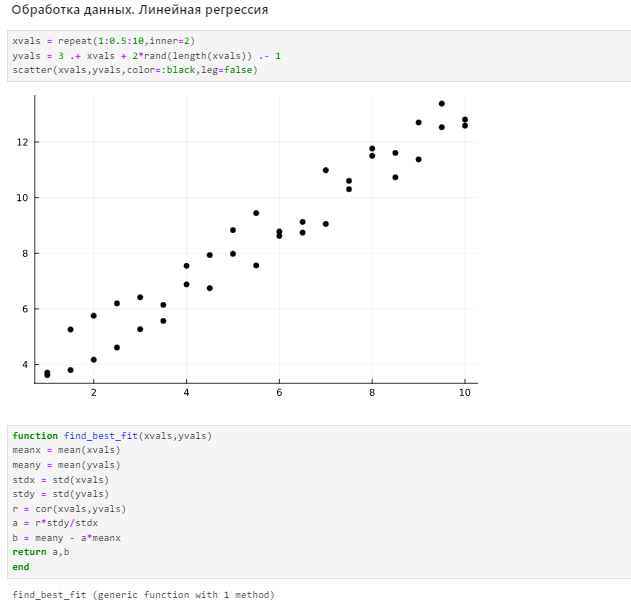 Обработка данных. Линейная регрессия
xvals = repeat(1:0.5:10,inner=2)
yvals = 3 .+ xvals + 2*rand(length(xvals)) .- 1
scatter(xvals,yvals,color=:black,leg=false)
12
10
8
6
4
2 4 6 8 10
function find_best_fit(xvals,yvals)
meanx = mean(xvals)
meany = mean(yvals)
stdx = std(xvals)
stdy = std(yvals)
r = cor(xvals,yvals)
a = r*stdy/stdx
b = meany - a*meanx
return a,b
end
find_best_fit (generic function with 1 method)